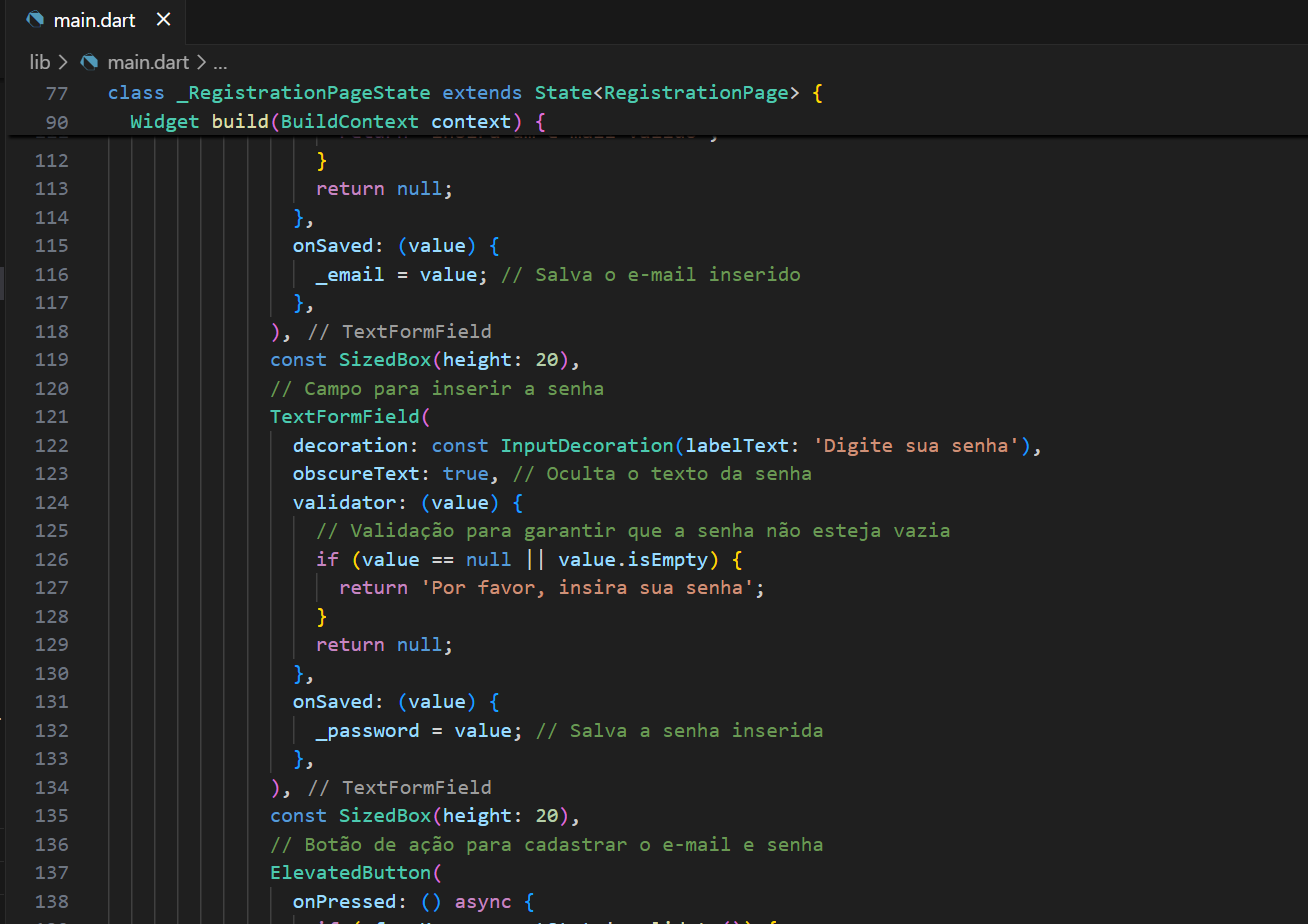 main.dart ×
lib > main.dart > ...
77 class _RegistrationPageState extends State<RegistrationPage> {
90 Widget build(BuildContext context) {
112 }
113 return null;
114 },
115 onSaved: (value) {
116 _email = value; // Salva o e-mail inserido
117 },
118 ), // TextFormField
119 const SizedBox(height: 20),
120 // Campo para inserir a senha
121 TextFormField(
122 decoration: const InputDecoration(labelText: 'Digite sua senha'),
123 obscureText: true, // Oculta o texto da senha
124 validator: (value) {
125 // Validação para garantir que a senha não esteja vazia
126 if (value == null || value.isEmpty) {
127 return 'Por favor, insira sua senha';
128 }
129 return null;
130 },
131 onSaved: (value) {
132 _password = value; // Salva a senha inserida
133 },
134 ), // TextFormField
135 const SizedBox(height: 20),
136 // Botão de ação para cadastrar o e-mail e senha
137 ElevatedButton(
138 onPressed: () async {